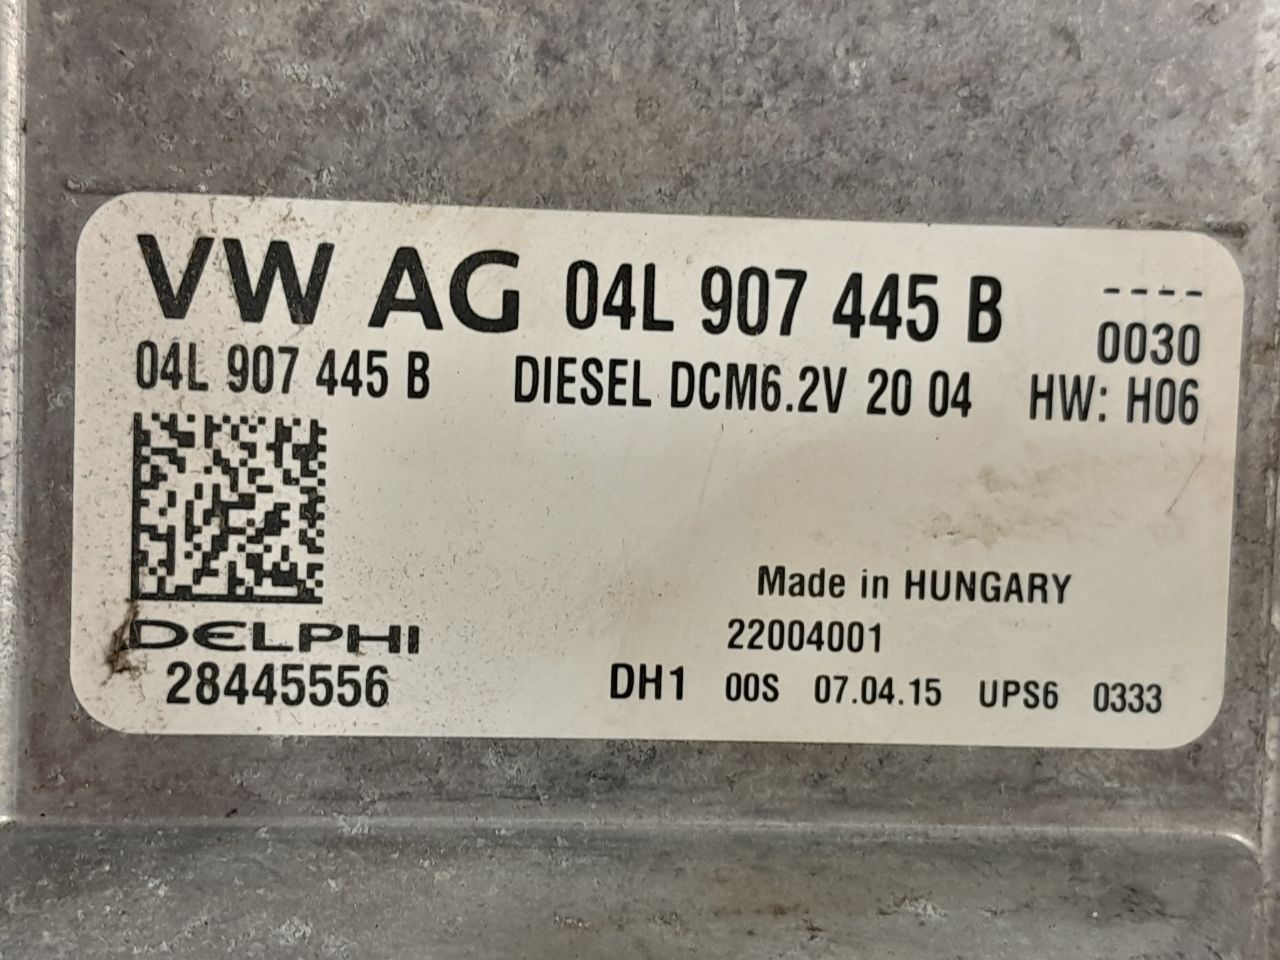 VW AG 04L 907 445 B ----
0030
04L 907 445 B DIESEL DCM6.2V 20 04 HW: H06
Made in HUNGARY
DELPHI 22004001
28445556 DH1 00S 07.04.15 UPS6 0333